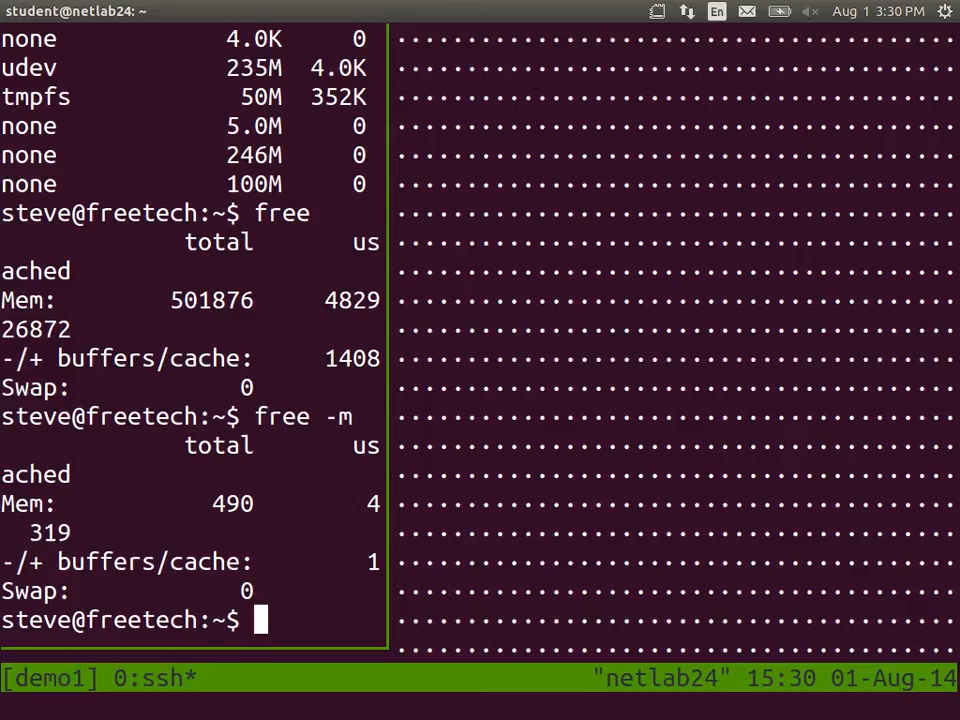 student@netlab24: ~
En
Aug 1 3:30 PM
none 4.0K 0
udev 235M 4.0K
tmpfs 50M 352K
none 5.0M 0
none 246M 0
none 100M 0
steve@freetech:~$ free
total us
ached
Mem: 501876 4829
26872
-/+ buffers/cache: 1408
Swap: 0
steve@freetech:~$ free -m
total us
ached
Mem: 490 4
319
-/+ buffers/cache: 1
Swap: 0
steve@freetech:~$
[demo1] 0:ssh* "netlab24" 15:30 01-Aug-14